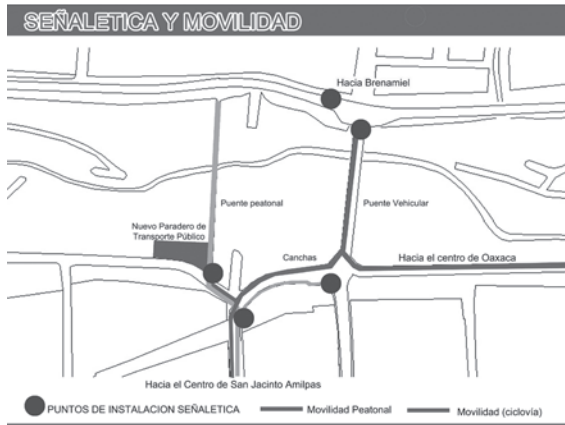 SEÑALETICA Y MOVILIDAD
Hacia Brenamiel
Puente peatonal
Puente Vehicular
Nuevo Paradero de
Transporte Público
Canchas
Hacia el centro de Oaxaca
Hacia el Centro de San Jacinto Amilpas
PUNTOS DE INSTALACION SEÑALETICA
Movilidad Peatonal
Movilidad (ciclovía)